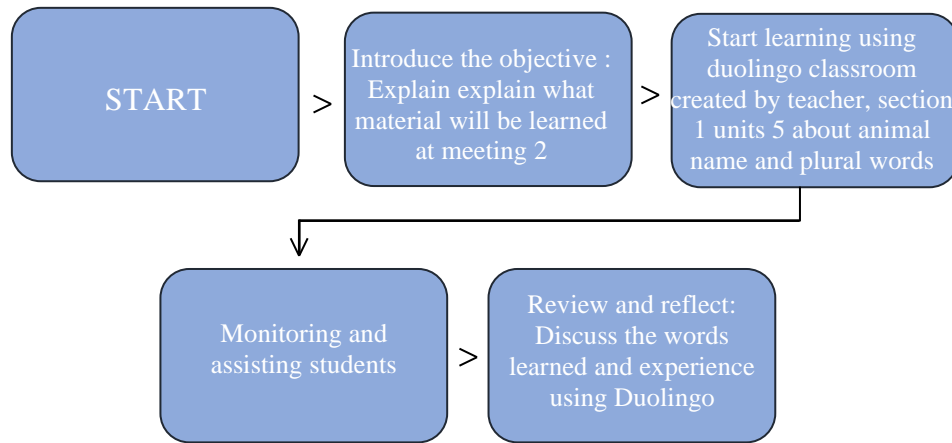 START
>
Introduce the objective :
Explain explain what
material will be learned
at meeting 2
>
Start learning using
duolingo classroom
created by teacher, section
1 units 5 about animal
name and plural words
Monitoring and
assisting students
>
Review and reflect:
Discuss the words
learned and experience
using Duolingo